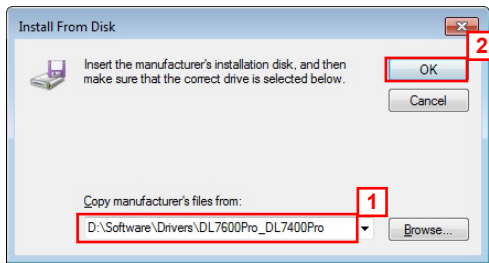 Install From Disk
2
Insert the manufacturer's installation disk, and then
make sure that the correct drive is selected below.
OK
Cancel
Copy manufacturer's files from:
1
D:\Software\Drivers\DL7600Pro_DL7400Pro
Browse...